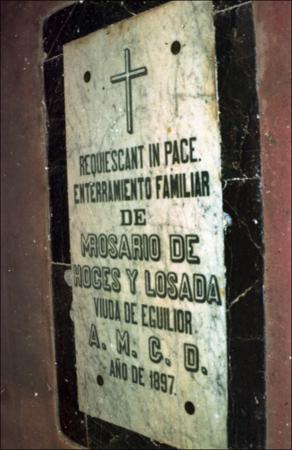 REQUIESCANT IN PACE.
ENTERRAMIENTO FAMILIAR
DE
Mª ROSARIO DE
HOCES Y LOSADA
VIUDA DE EGUILIOR
A. M. C. D.
AÑO DE 1897.